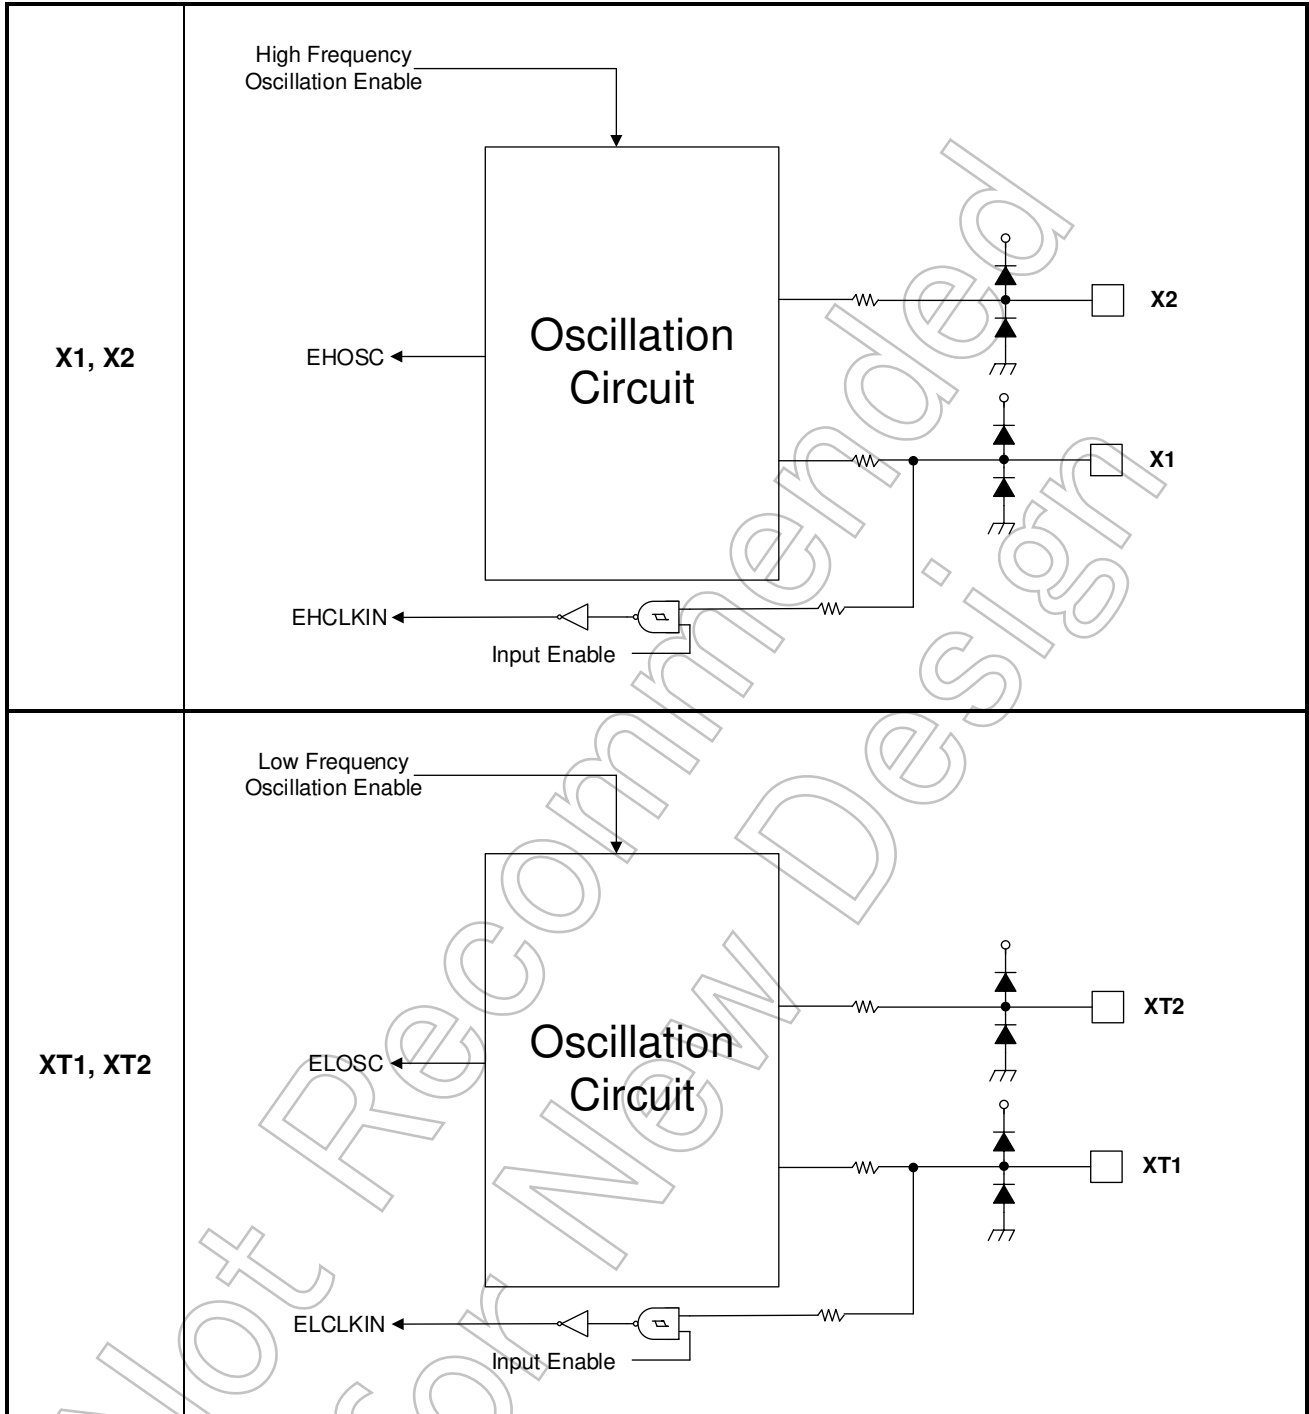 X1, X2
High Frequency
Oscillation Enable
Oscillation
Circuit
EHOSC
X2
X1
EHCLKIN
Input Enable
XT1, XT2
Low Frequency
Oscillation Enable
Oscillation
Circuit
ELOSC
XT2
XT1
ELCLKIN
Input Enable
Not Recommended
for New Design